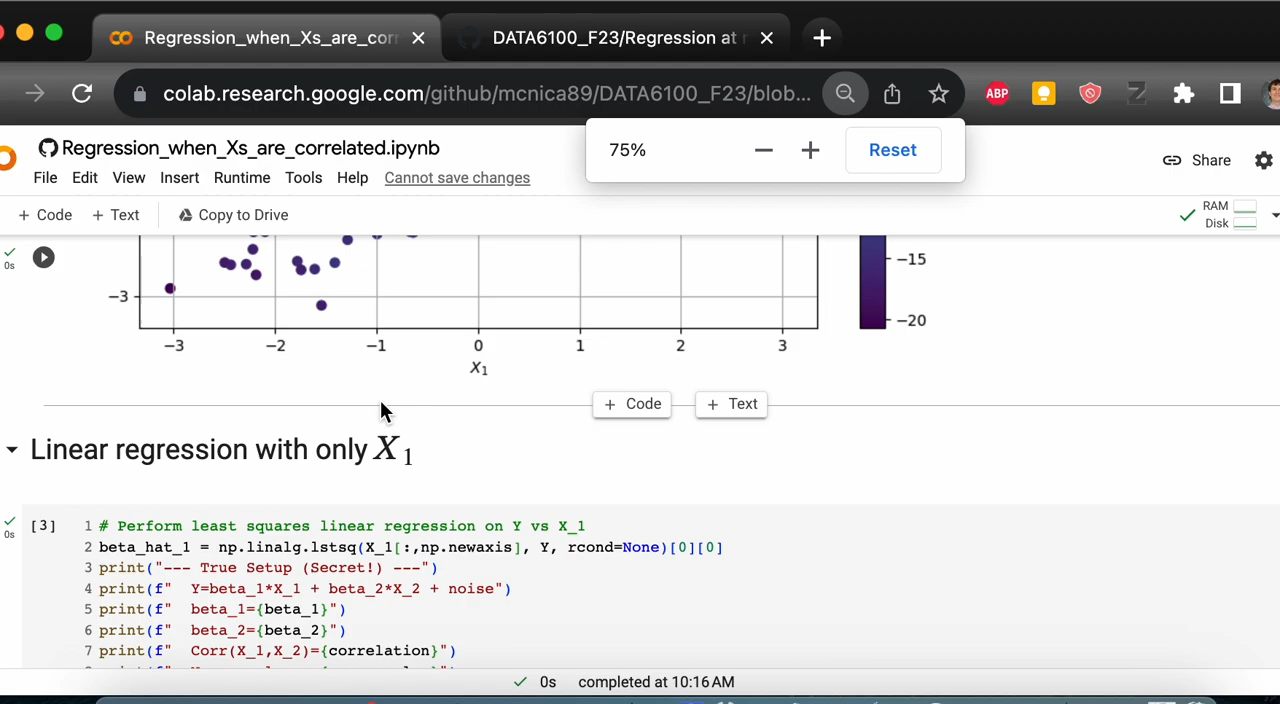 Regression_when_Xs_are_cor
DATA6100_F23/Regression at
colab.research.google.com/github/mcnica89/DATA6100_F23/blob...
ABP
75%
Reset
Regression_when_Xs_are_correlated.ipynb
Share
File Edit View Insert Runtime Tools Help Cannot save changes
+ Code + Text Copy to Drive
RAM
Disk
0s
−15
−3
−20
−3 −2 −1 0 1 2 3
X₁
+ Code + Text
Linear regression with only X₁
0s
[3] 1 # Perform least squares linear regression on Y vs X_1
2 beta_hat_1 = np.linalg.lstsq(X_1[:,np.newaxis], Y, rcond=None)[0][0]
3 print("--- True Setup (Secret!) ---")
4 print(f"  Y=beta_1*X_1 + beta_2*X_2 + noise")
5 print(f"  beta_1={beta_1}")
6 print(f"  beta_2={beta_2}")
7 print(f"  Corr(X_1,X_2)={correlation}")
0s completed at 10:16 AM